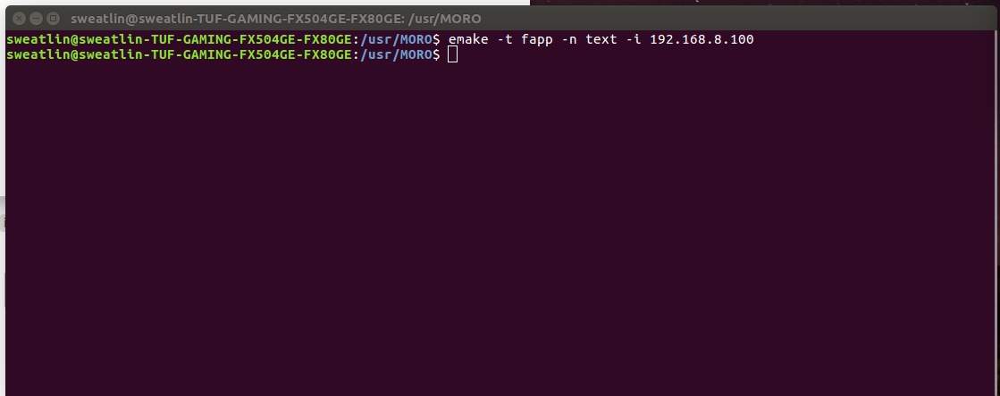 sweatlin@sweatlin-TUF-GAMING-FX504GE-FX80GE: /usr/MORO
sweatlin@sweatlin-TUF-GAMING-FX504GE-FX80GE:/usr/MORO$ emake -t fapp -n text -i 192.168.8.100
sweatlin@sweatlin-TUF-GAMING-FX504GE-FX80GE:/usr/MORO$